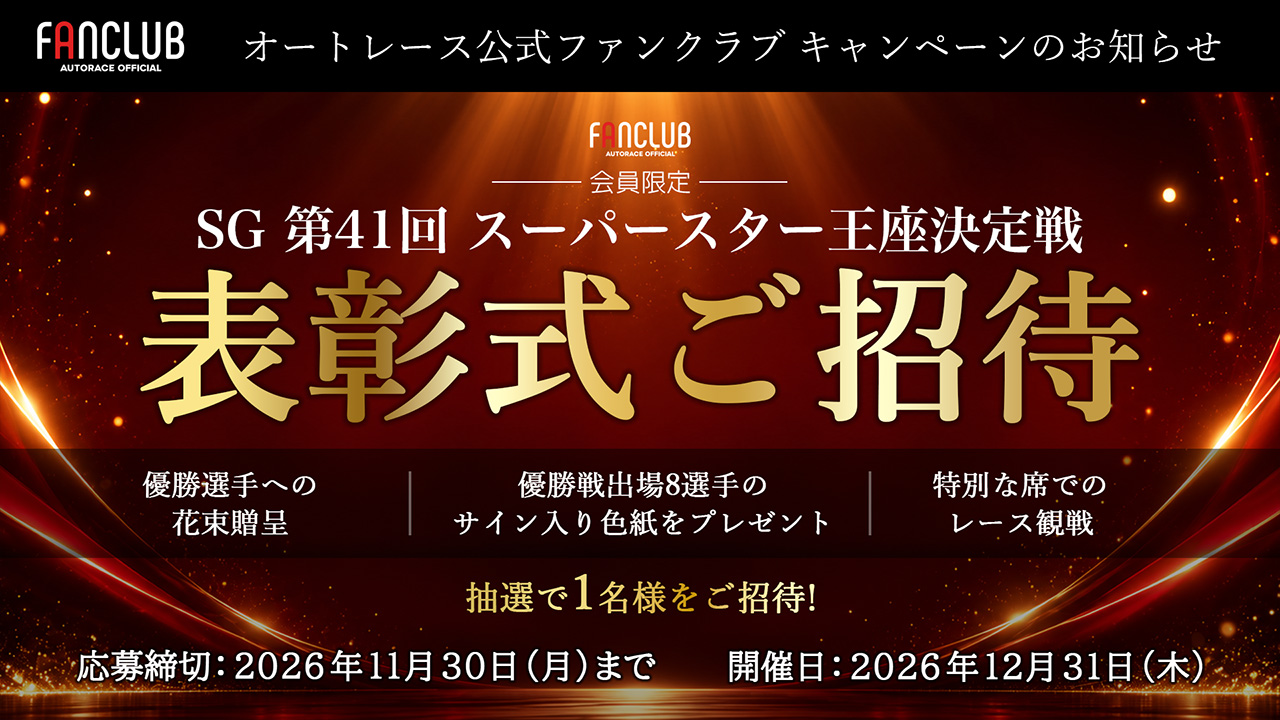 FANCLUB
AUTORACE OFFICIAL
オートレース公式ファンクラブ キャンペーンのお知らせ
FANCLUB
AUTORACE OFFICIAL
会員限定
SG 第41回 スーパースター王座決定戦
表彰式ご招待
優勝選手への
花束贈呈
優勝戦出場8選手の
サイン入り色紙をプレゼント
特別な席での
レース観戦
抽選で1名様をご招待!
応募締切：2026年11月30日（月）まで
開催日：2026年12月31日（木）